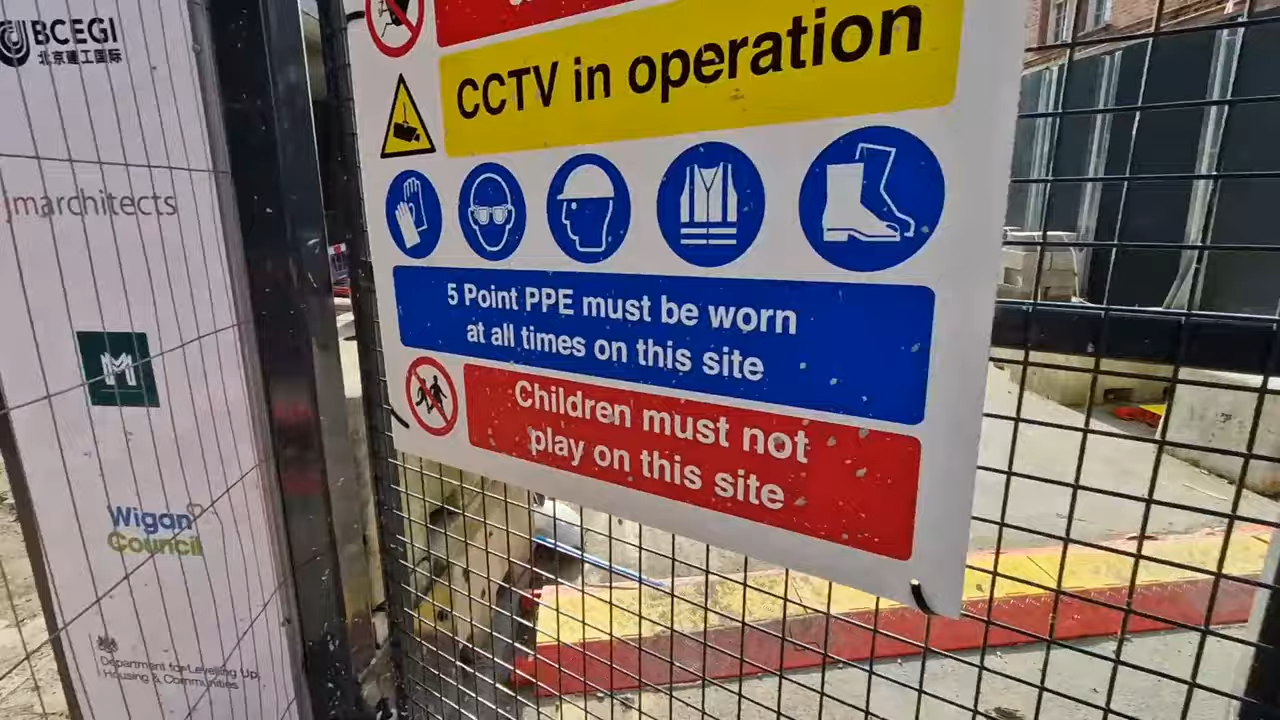 BCEGI
北京建工国际
jmarchitects
Wigan
Council
Department for Levelling Up,
Housing & Communities
CCTV in operation
5 Point PPE must be worn
at all times on this site
Children must not
play on this site